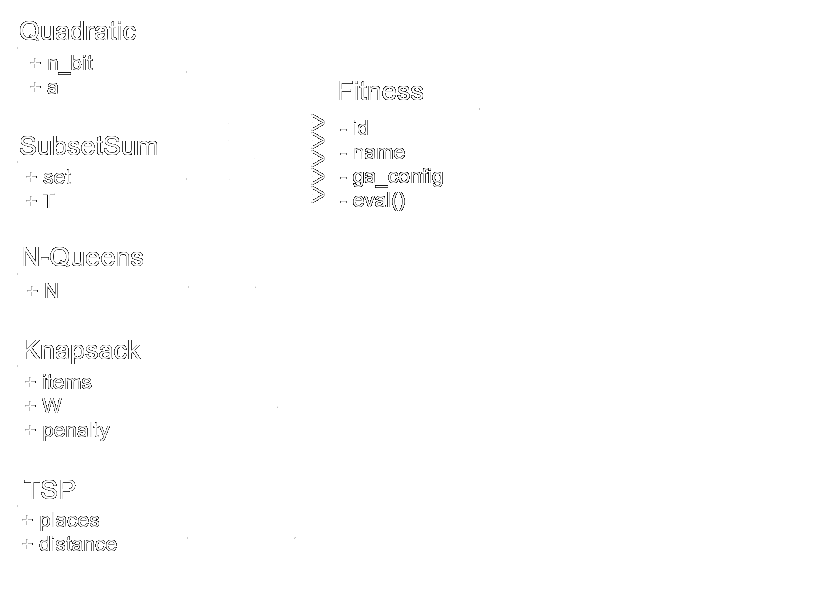 Quadratic
+ n_bit
+ a
SubsetSum
+ set
+ T
N-Queens
+ N
Knapsack
+ items
+ W
+ penalty
TSP
+ places
+ distance
Fitness
- id
- name
- ga_config
- eval()